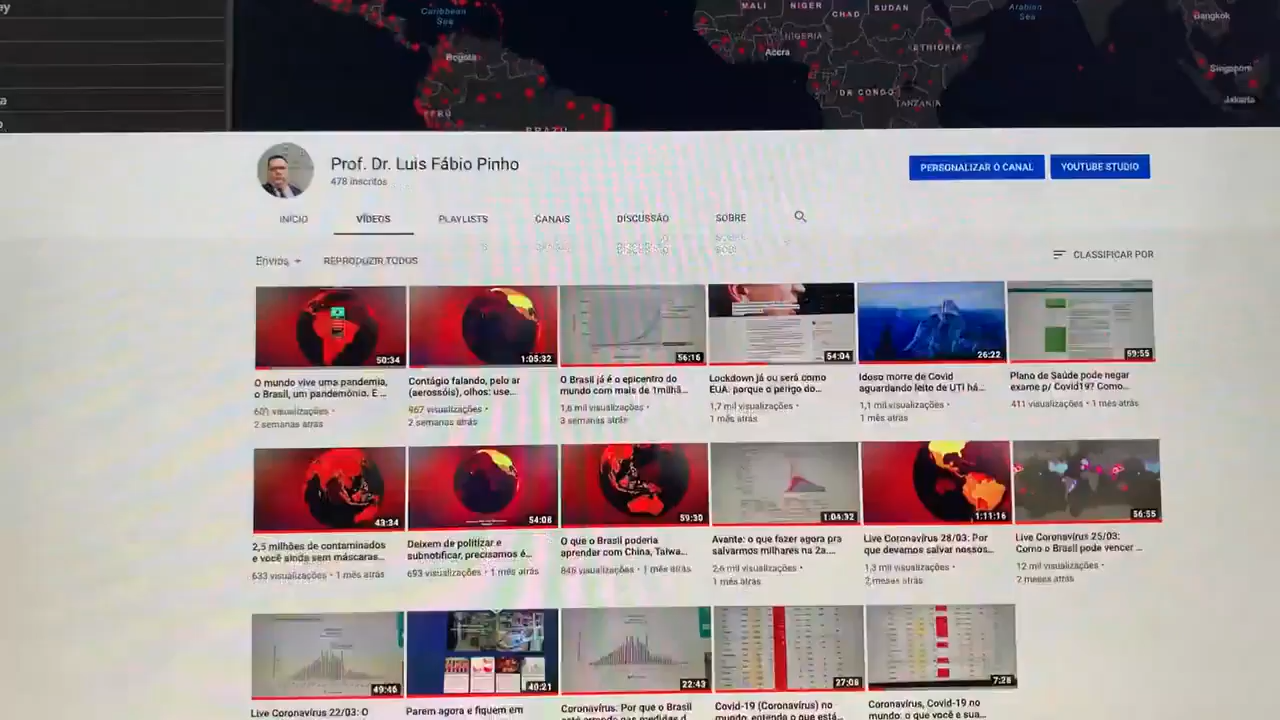 ey
Caribbean
Sea
Bogota
PERU
BRAZIL
MALI
NIGER
CHAD
SUDAN
NIGERIA
Accra
ETHIOPIA
DR CONGO
TANZANIA
Arabian
Sea
Bangkok
Singapore
Jakarta
Prof. Dr. Luis Fábio Pinho
478 inscritos
PERSONALIZAR O CANAL
YOUTUBE STUDIO
INÍCIO
VÍDEOS
PLAYLISTS
CANAIS
DISCUSSÃO
SOBRE
Envios
REPRODUZIR TODOS
CLASSIFICAR POR
50:34
1:05:32
56:16
54:04
26:22
59:55
O mundo vive uma pandemia,
o Brasil, um pandemônio. E ...
601 visualizações •
2 semanas atrás
Contágio falando, pelo ar
(aerossóis), olhos: use...
967 visualizações •
2 semanas atrás
O Brasil já é o epicentro do
mundo com mais de 1milhã...
1,6 mil visualizações •
3 semanas atrás
Lockdown já ou será como
EUA: porque o perigo do...
1,7 mil visualizações •
1 mês atrás
Idoso morre de Covid
aguardando leito de UTI há...
1,1 mil visualizações •
1 mês atrás
Plano de Saúde pode negar
exame p/ Covid19? Como...
411 visualizações • 1 mês atrás
43:34
54:08
59:30
1:04:32
1:11:16
56:55
2,5 milhões de contaminados
e você ainda sem máscaras...
633 visualizações • 1 mês atrás
Deixem de politizar e
subnotificar, precisamos é...
693 visualizações • 1 mês atrás
O que o Brasil poderia
aprender com China, Taiwa...
846 visualizações • 1 mês atrás
Avante: o que fazer agora pra
salvarmos milhares na 2a....
2,6 mil visualizações •
1 mês atrás
Live Coronavírus 28/03: Por
que devamos salvar nossos...
1,3 mil visualizações •
2 meses atrás
Live Coronavirus 25/03:
Como o Brasil pode vencer ...
12 mil visualizações •
2 meses atrás
49:46
40:21
22:43
27:08
7:28
Live Coronavirus 22/03: O
Parem agora e fiquem em
Coronavírus. Por que o Brasil
está errando nas medidas d
Covid-19 (Coronavirus) no
mundo, entenda o que está...
Coronavírus, Covid-19 no
mundo: o que você e sua...